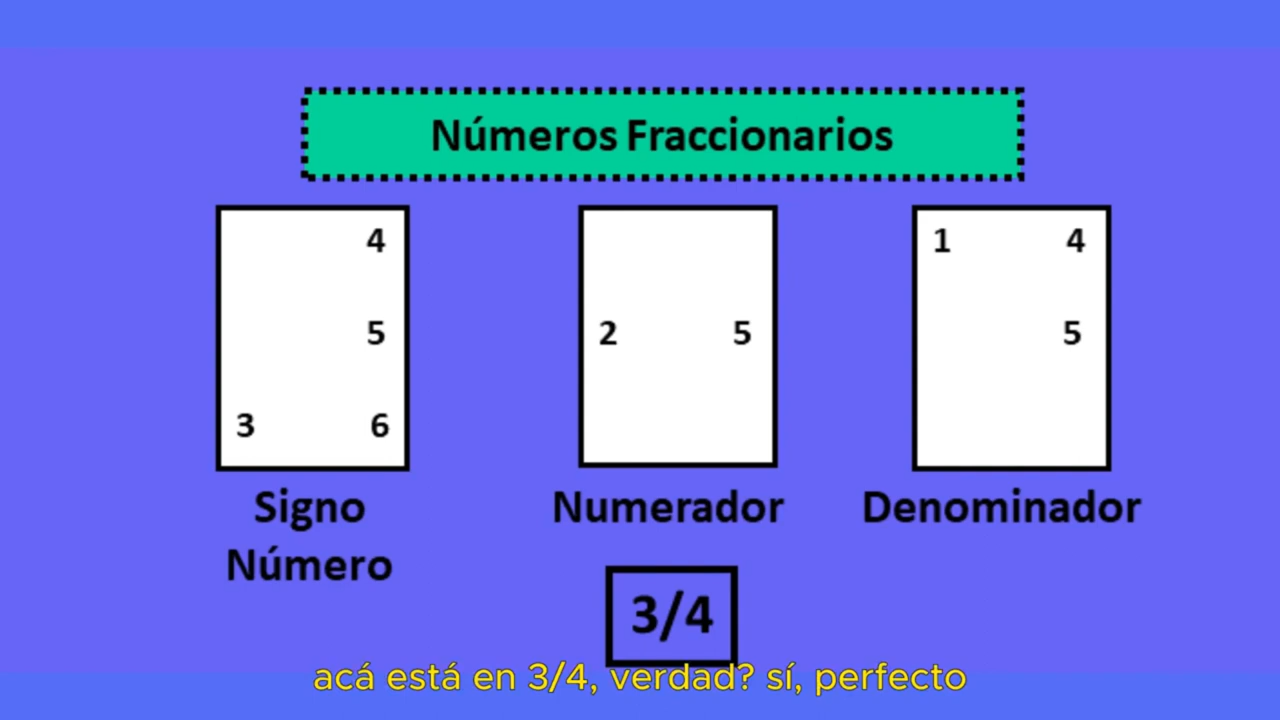 Números Fraccionarios
4
5
3 6
2 5
1 4
5
Signo
Número
Numerador
Denominador
3/4
acá está en 3/4, verdad? sí, perfecto